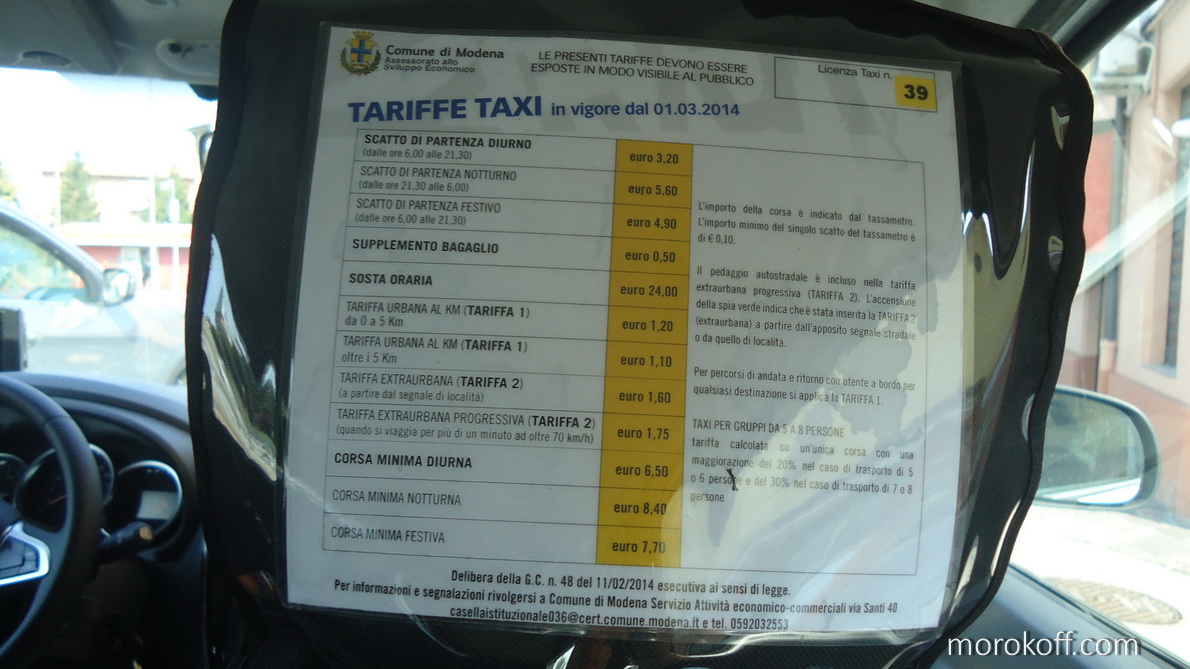 Comune di Modena
Assessorato allo
Sviluppo Economico
LE PRESENTI TARIFFE DEVONO ESSERE
ESPOSTE IN MODO VISIBILE AL PUBBLICO
Licenza Taxi n.
39
TARIFFE TAXI in vigore dal 01.03.2014
SCATTO DI PARTENZA DIURNO
(dalle ore 6,00 alle 21,30)
euro 3,20
SCATTO DI PARTENZA NOTTURNO
(dalle ore 21,30 alle 6,00)
euro 5,60
SCATTO DI PARTENZA FESTIVO
(dalle ore 6,00 alle 21,30)
euro 4,90
SUPPLEMENTO BAGAGLIO
euro 0,50
SOSTA ORARIA
euro 24,00
TARIFFA URBANA AL KM (TARIFFA 1)
da 0 a 5 Km
euro 1,20
TARIFFA URBANA AL KM (TARIFFA 1)
oltre i 5 Km
euro 1,10
TARIFFA EXTRAURBANA (TARIFFA 2)
(a partire dal segnale di località)
euro 1,60
TARIFFA EXTRAURBANA PROGRESSIVA (TARIFFA 2)
(quando si viaggia per più di un minuto ad oltre 70 km/h)
euro 1,75
CORSA MINIMA DIURNA
euro 6,50
CORSA MINIMA NOTTURNA
euro 8,40
CORSA MINIMA FESTIVA
euro 7,70
L'importo della corsa è indicato dal tassametro.
L'importo minimo del singolo scatto del tassametro è
di € 0,10.
Il pedaggio autostradale è incluso nella tariffa
extraurbana progressiva (TARIFFA 2). L'accensione
della spia verde indica che è stata inserita la TARIFFA 2
(extraurbana) a partire dall'apposito segnale stradale
o da quello di località.
Per percorsi di andata e ritorno con utente a bordo per
qualsiasi destinazione si applica la TARIFFA 1.
TAXI PER GRUPPI DA 5 A 8 PERSONE
tariffa calcolata su un'unica corsa con una
maggiorazione del 20% nel caso di trasporto di 5
o 6 persone e del 30% nel caso di trasporto di 7 o 8
persone
Delibera della G.C. n. 48 del 11/02/2014 esecutiva ai sensi di legge.
Per informazioni e segnalazioni rivolgersi a Comune di Modena Servizio Attività economico-commerciali via Santi 40
casellaistituzionale036@cert.comune.modena.it e tel. 0592032553
morokoff.com